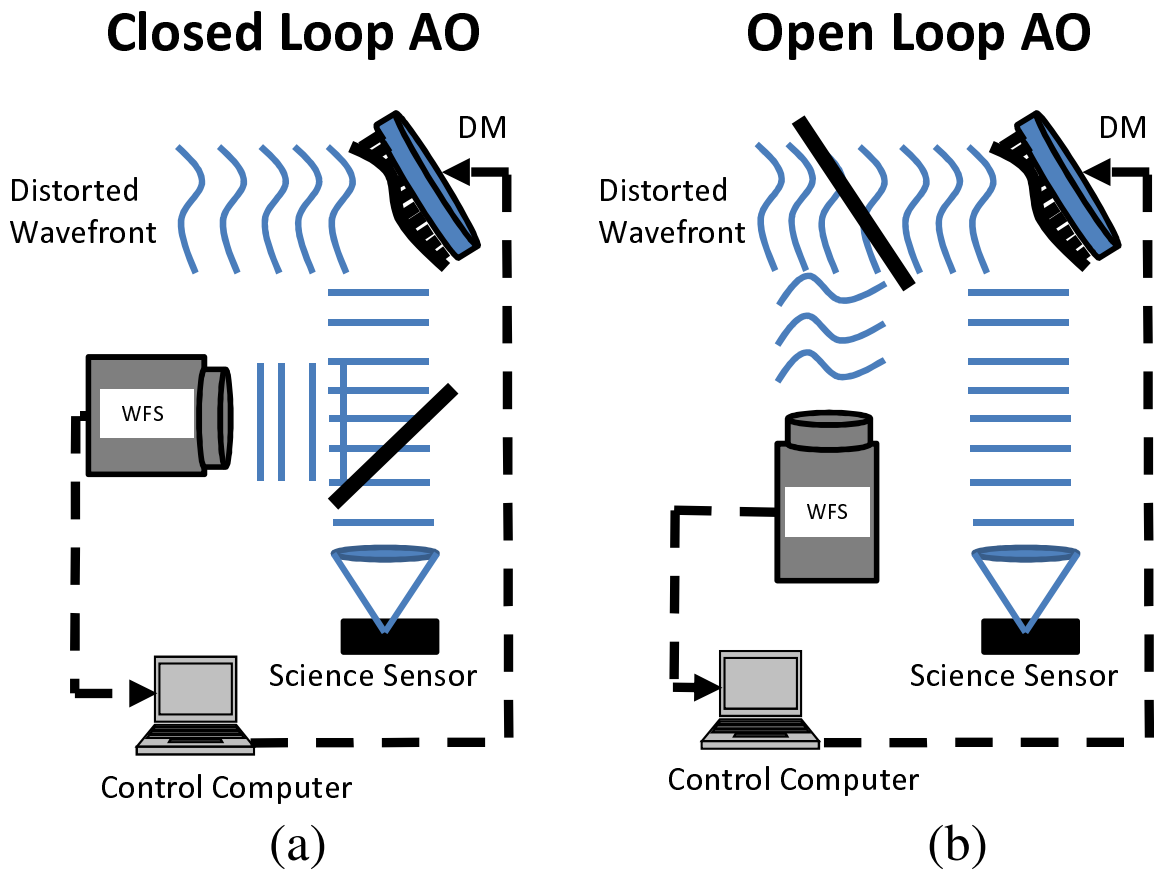 Closed Loop AO
DM
Distorted
Wavefront
WFS
Science Sensor
Control Computer
(a)
Open Loop AO
DM
Distorted
Wavefront
WFS
Science Sensor
Control Computer
(b)